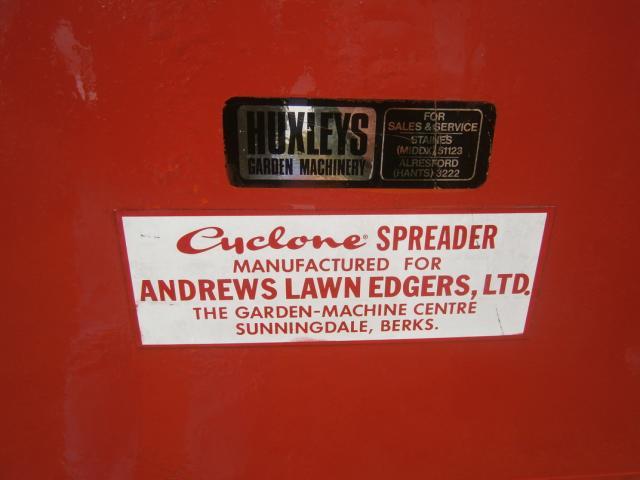 HUXLEYS
GARDEN MACHINERY
FOR
SALES & SERVICE
STAINES
(MIDDX) 51123
ALRESFORD
(HANTS) 3222
Cyclone® SPREADER
MANUFACTURED FOR
ANDREWS LAWN EDGERS, LTD.
THE GARDEN-MACHINE CENTRE
SUNNINGDALE, BERKS.